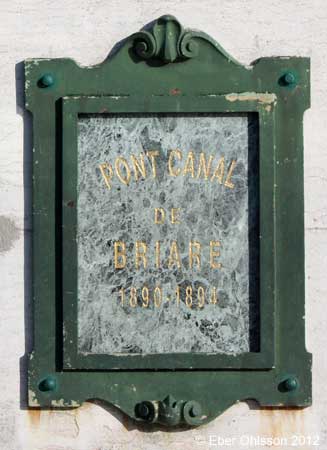 PONT CANAL
DE
BRIARE
1890-1894
© Eber Ohlsson 2012